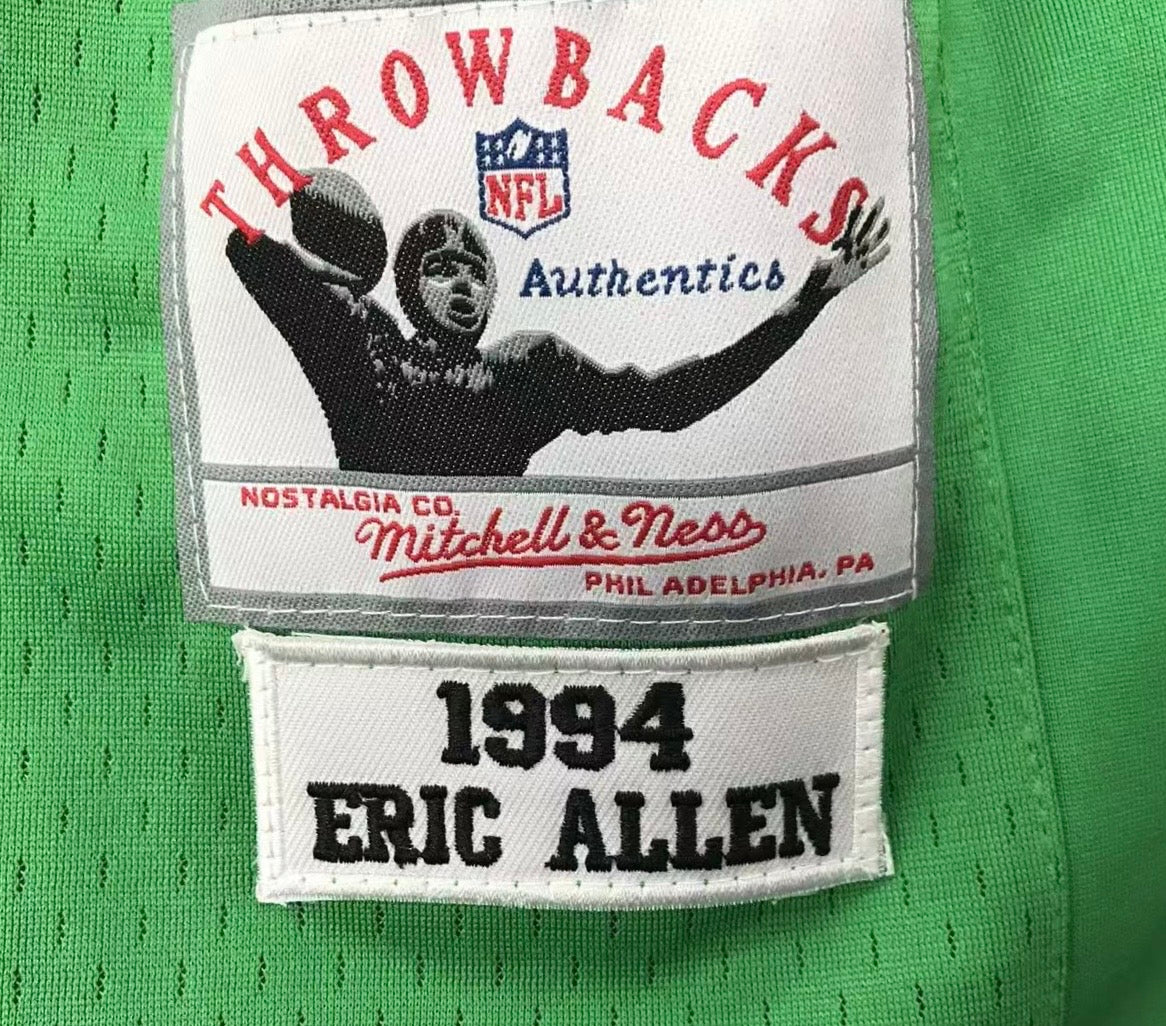 THROWBACKS
NFL
Authentics
NOSTALGIA CO.
Mitchell & Ness
PHILADELPHIA, PA
1994
ERIC ALLEN